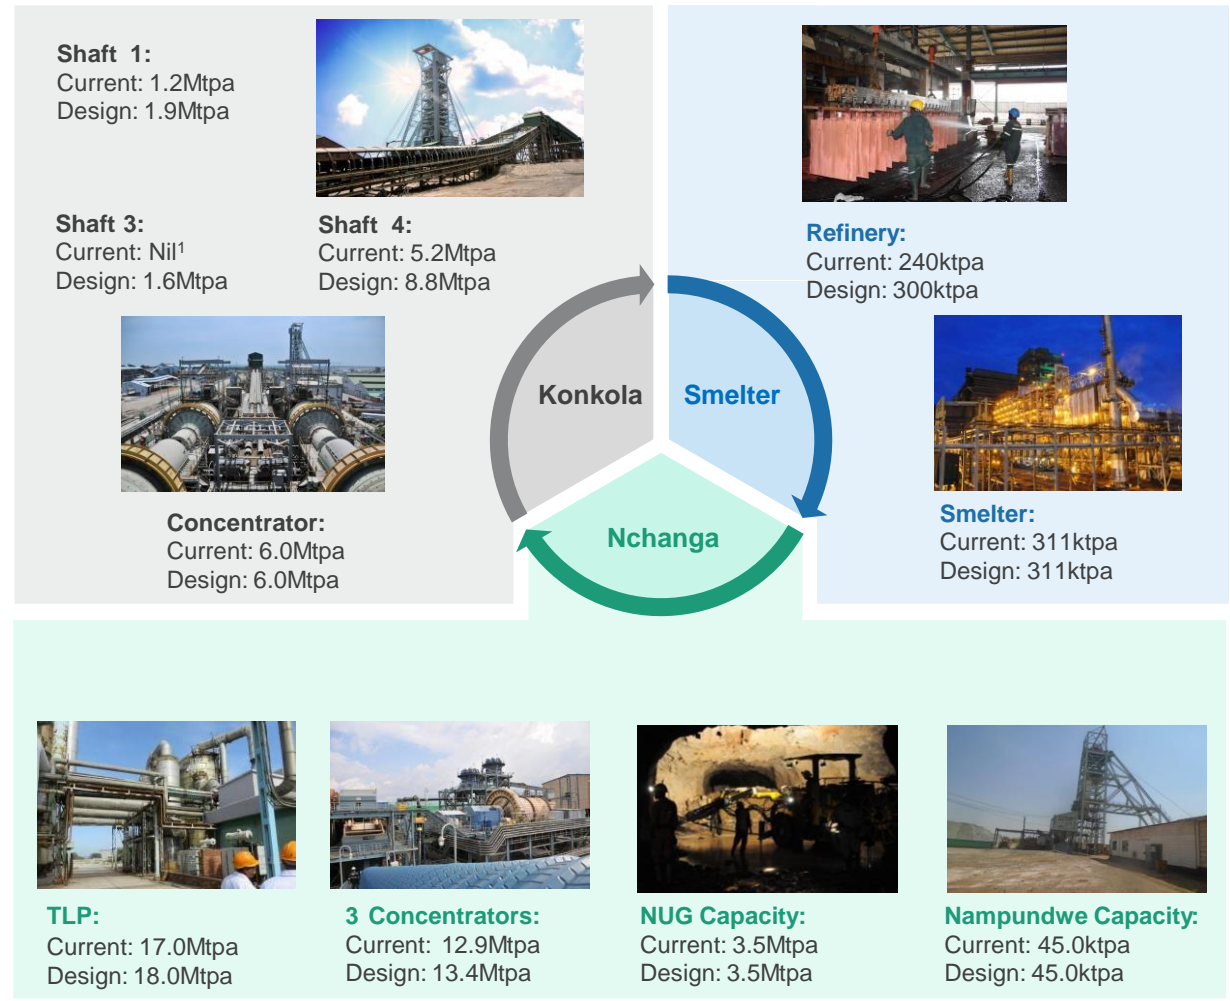 Shaft 1:
Current: 1.2Mtpa
Design: 1.9Mtpa
Shaft 3:
Current: Nil¹
Design: 1.6Mtpa
Shaft 4:
Current: 5.2Mtpa
Design: 8.8Mtpa
Concentrator:
Current: 6.0Mtpa
Design: 6.0Mtpa
Konkola
Smelter
Nchanga
Refinery:
Current: 240ktpa
Design: 300ktpa
Smelter:
Current: 311ktpa
Design: 311ktpa
TLP:
Current: 17.0Mtpa
Design: 18.0Mtpa
3 Concentrators:
Current: 12.9Mtpa
Design: 13.4Mtpa
NUG Capacity:
Current: 3.5Mtpa
Design: 3.5Mtpa
Nampundwe Capacity:
Current: 45.0ktpa
Design: 45.0ktpa